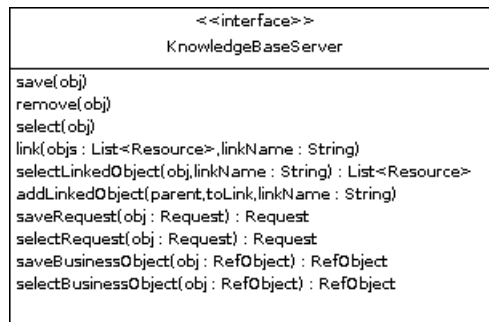 <<interface>>
KnowledgeBaseServer
save(obj)
remove(obj)
select(obj)
link(objs : List<Resource>,linkName : String)
selectLinkedObject(obj,linkName : String) : List<Resource>
addLinkedObject(parent,toLink,linkName : String)
saveRequest(obj : Request) : Request
selectRequest(obj : Request) : Request
saveBusinessObject(obj : RefObject) : RefObject
selectBusinessObject(obj : RefObject) : RefObject